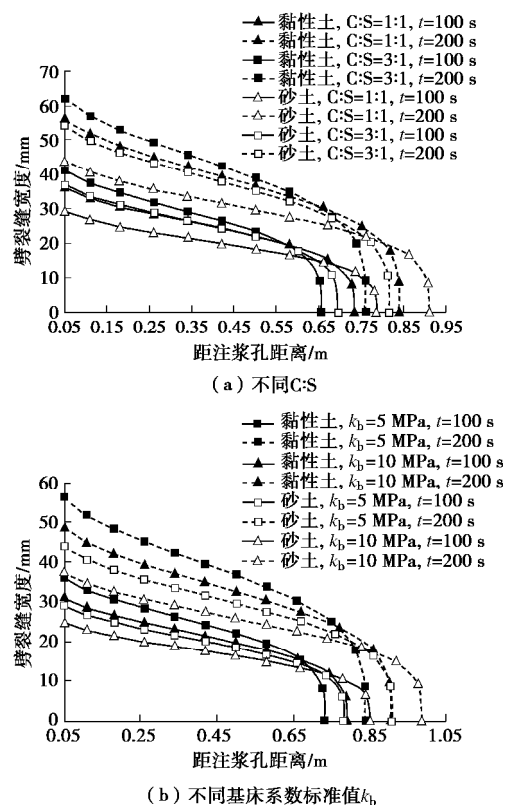 黏性土, C∶S=1∶1, t=100 s
黏性土, C∶S=1∶1, t=200 s
黏性土, C∶S=3∶1, t=100 s
黏性土, C∶S=3∶1, t=200 s
砂土, C∶S=1∶1, t=100 s
砂土, C∶S=1∶1, t=200 s
砂土, C∶S=3∶1, t=100 s
砂土, C∶S=3∶1, t=200 s
劈裂缝宽度/mm
70
60
50
40
30
20
10
0
0.05 0.15 0.25 0.35 0.45 0.55 0.65 0.75 0.85 0.95
距注浆孔距离/m
（a）不同C∶S
黏性土, kb=5 MPa, t=100 s
黏性土, kb=5 MPa, t=200 s
黏性土, kb=10 MPa, t=100 s
黏性土, kb=10 MPa, t=200 s
砂土, kb=5 MPa, t=100 s
砂土, kb=5 MPa, t=200 s
砂土, kb=10 MPa, t=100 s
砂土, kb=10 MPa, t=200 s
劈裂缝宽度/mm
60
50
40
30
20
10
0
0.05 0.25 0.45 0.65 0.85 1.05
距注浆孔距离/m
（b）不同基床系数标准值kb